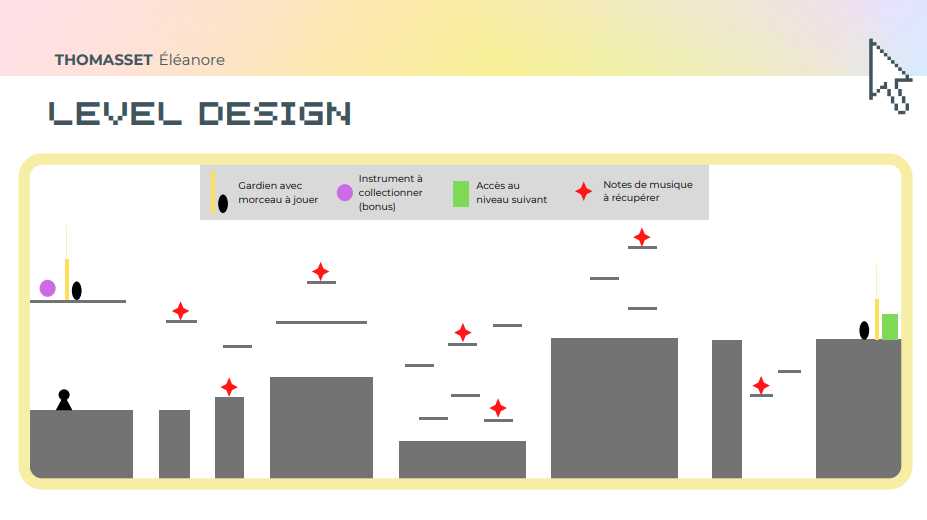 THOMASSET Éléanore
LEVEL DESIGN
Gardien avec
morceau à jouer
Instrument à
collectionner
(bonus)
Accès au
niveau suivant
Notes de musique
à récupérer